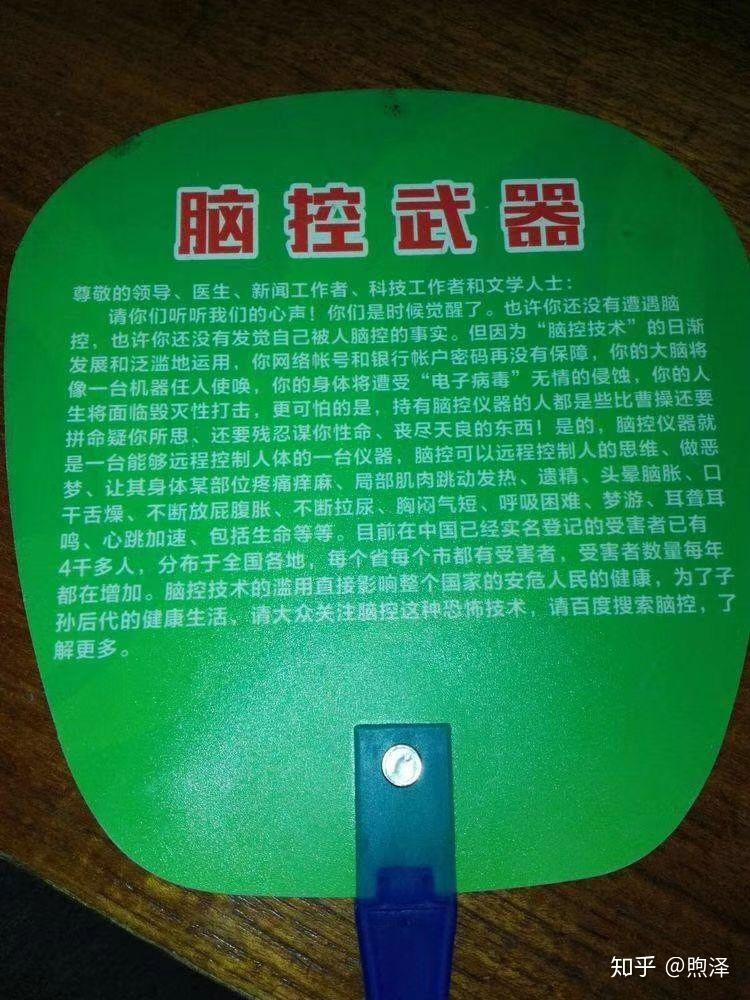 脑控武器
尊敬的领导、医生、新闻工作者、科技工作者和文学人士：
请你们听听我们的心声！你们是时候觉醒了。也许你还没有遭遇脑
控，也许你还没有发觉自己被人脑控的事实。但因为“脑控技术”的日渐
发展和泛滥地运用，你网络帐号和银行帐户密码再没有保障，你的大脑将
像一台机器任人使唤，你的身体将遭受“电子病毒”无情的侵蚀，你的人
生将面临毁灭性打击，更可怕的是，持有脑控仪器的人都是些比曹操还要
拼命疑你所思、还要残忍谋你性命、丧尽天良的东西！是的，脑控仪器就
是一台能够远程控制人体的一台仪器，脑控可以远程控制人的思维、做恶
梦、让其身体某部位疼痛痒麻、局部肌肉跳动发热、遗精、头晕脑胀、口
干舌燥、不断放屁腹胀、不断拉尿、胸闷气短、呼吸困难、梦游、耳聋耳
鸣、心跳加速、包括生命等等。目前在中国已经实名登记的受害者已有
4千多人，分布于全国各地，每个省每个市都有受害者，受害者数量每年
都在增加。脑控技术的滥用直接影响整个国家的安危人民的健康，为了子
孙后代的健康生活，请大众关注脑控这种恐怖技术，请百度搜索脑控，了
解更多。
知乎 @煦泽